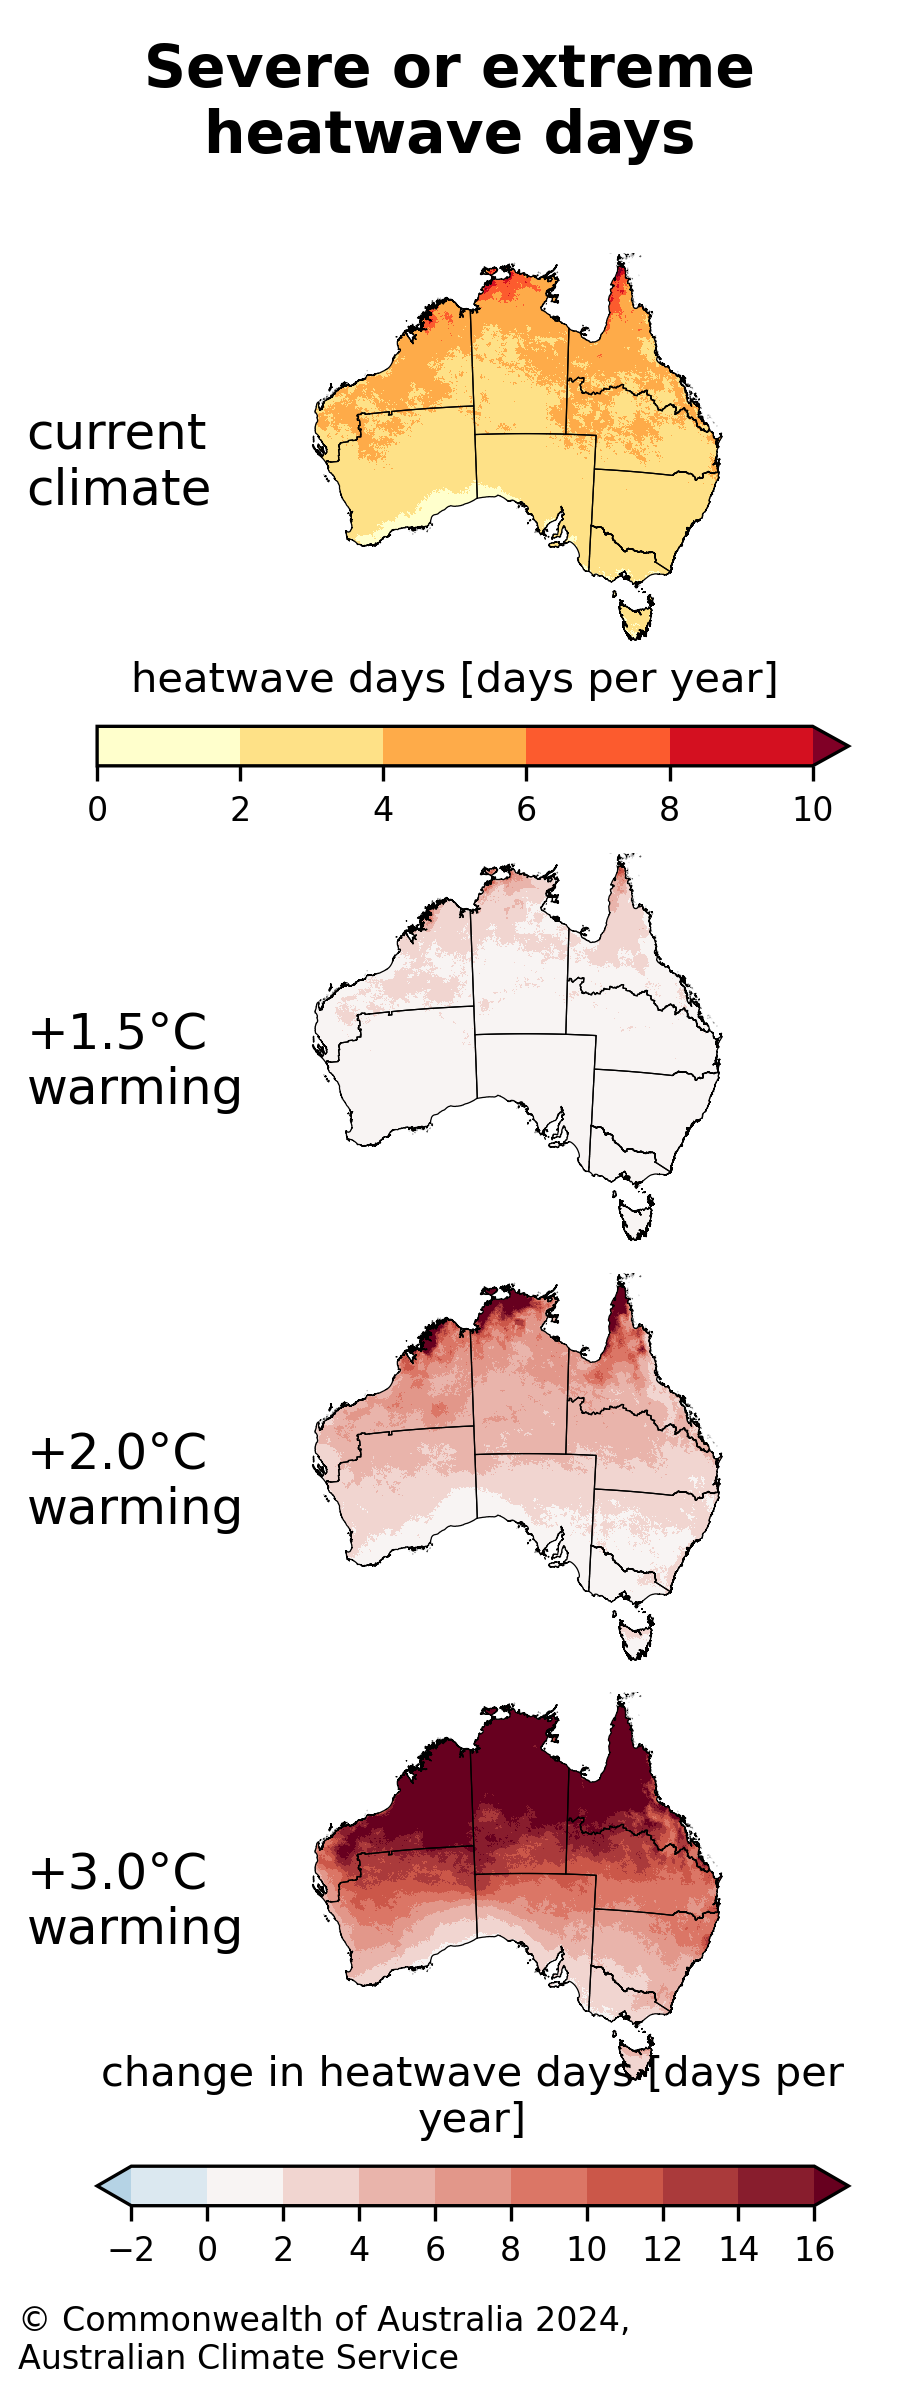 Severe or extreme
heatwave days
current
climate
heatwave days [days per year]
0 2 4 6 8 10
+1.5°C
warming
+2.0°C
warming
+3.0°C
warming
change in heatwave days [days per
year]
−2 0 2 4 6 8 10 12 14 16
© Commonwealth of Australia 2024,
Australian Climate Service